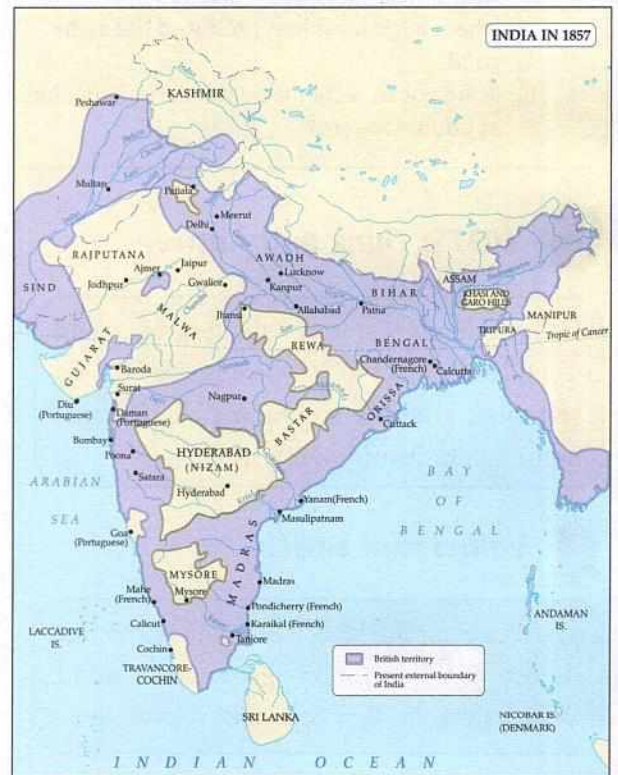 INDIA IN 1857
KASHMIR
Peshawar
Multan
Patiala
Meerut
Delhi
RAJPUTANA
Ajmer
Jaipur
Jodhpur
Gwalior
SIND
MALWA
AWADH
Lucknow
Kanpur
Allahabad
BIHAR
Patna
ASSAM
KHASI AND
GARO HILLS
MANIPUR
TRIPURA
Tropic of Cancer
Jhansi
REWA
BENGAL
Chandernagore
(French)
Calcutta
GUJARAT
Baroda
Surat
Diu
(Portuguese)
Daman
(Portuguese)
Nagpur
BASTAR
ORISSA
Cuttack
Bombay
Poona
Satara
HYDERABAD
(NIZAM)
Hyderabad
ARABIAN
SEA
BAY
OF
BENGAL
Yanam(French)
Masulipatnam
Goa
(Portuguese)
MYSORE
Mysore
MADRAS
Madras
Mahe
(French)
Pondicherry (French)
Karaikal (French)
Calicut
Tanjore
Cochin
LACCADIVE
IS.
TRAVANCORE-
COCHIN
ANDAMAN
IS.
British territory
Present external boundary
of India
SRI LANKA
NICOBAR IS.
(DENMARK)
INDIAN OCEAN